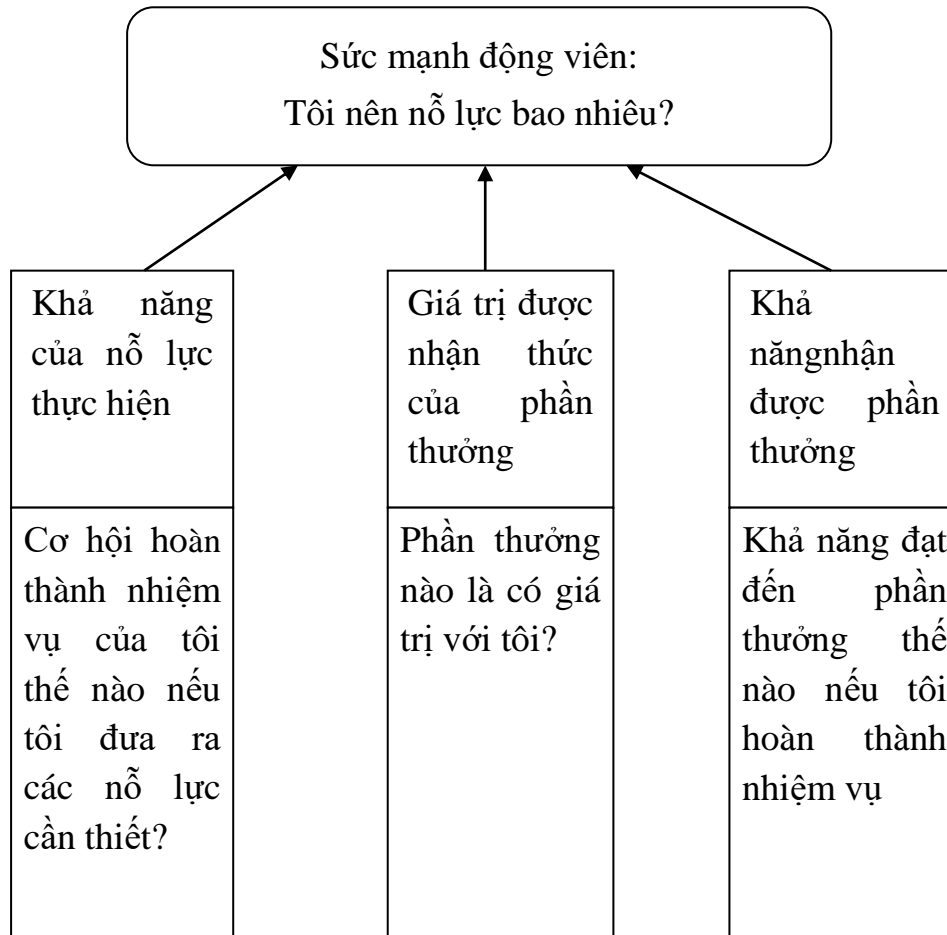 Sức mạnh động viên:
Tôi nên nỗ lực bao nhiêu?
Khả năng
của nỗ lực
thực hiện
Giá trị được
nhận thức
của phần
thưởng
Khả
năngnhận
được phần
thưởng
Cơ hội hoàn
thành nhiệm
vụ của tôi
thế nào nếu
tôi đưa ra
các nỗ lực
cần thiết?
Phần thưởng
nào là có giá
trị với tôi?
Khả năng đạt
đến phần
thưởng thế
nào nếu tôi
hoàn thành
nhiệm vụ